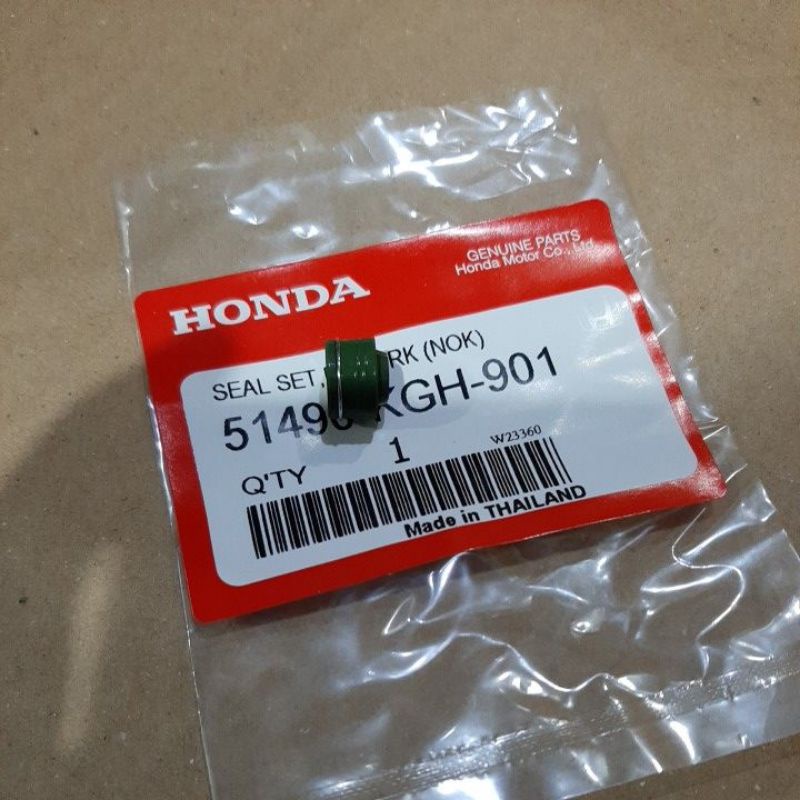 HONDA
GENUINE PARTS
Honda Motor Co., Ltd.
SEAL SET, RK (NOK)
5149 KGH-901
Q'TY 1
W23360
Made in THAILAND